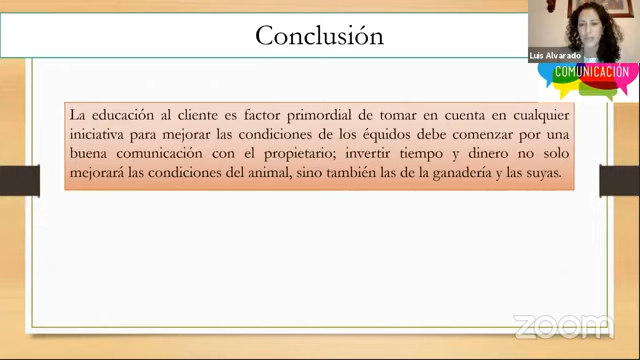 Conclusión
Luis Alvarado
COMUNICACIÓN
La educación al cliente es factor primordial de tomar en cuenta en cualquier
iniciativa para mejorar las condiciones de los équidos debe comenzar por una
buena comunicación con el propietario; invertir tiempo y dinero no solo
mejorará las condiciones del animal, sino también las de la ganadería y las suyas.
zoom